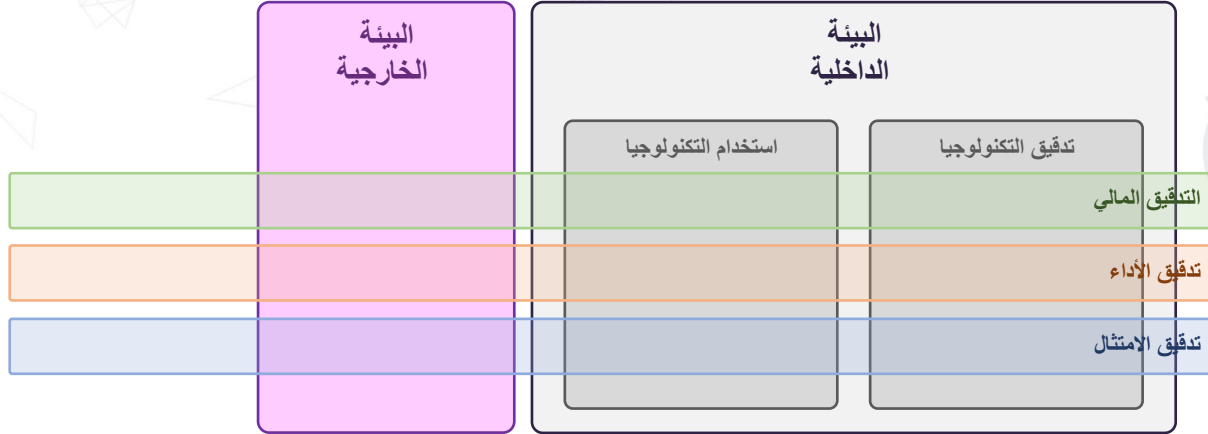 البيئة
الداخلية
البيئة
الخارجية
تدقيق التكنولوجيا
استخدام التكنولوجيا
التدقيق المالي
تدقيق الأداء
تدقيق الامتثال